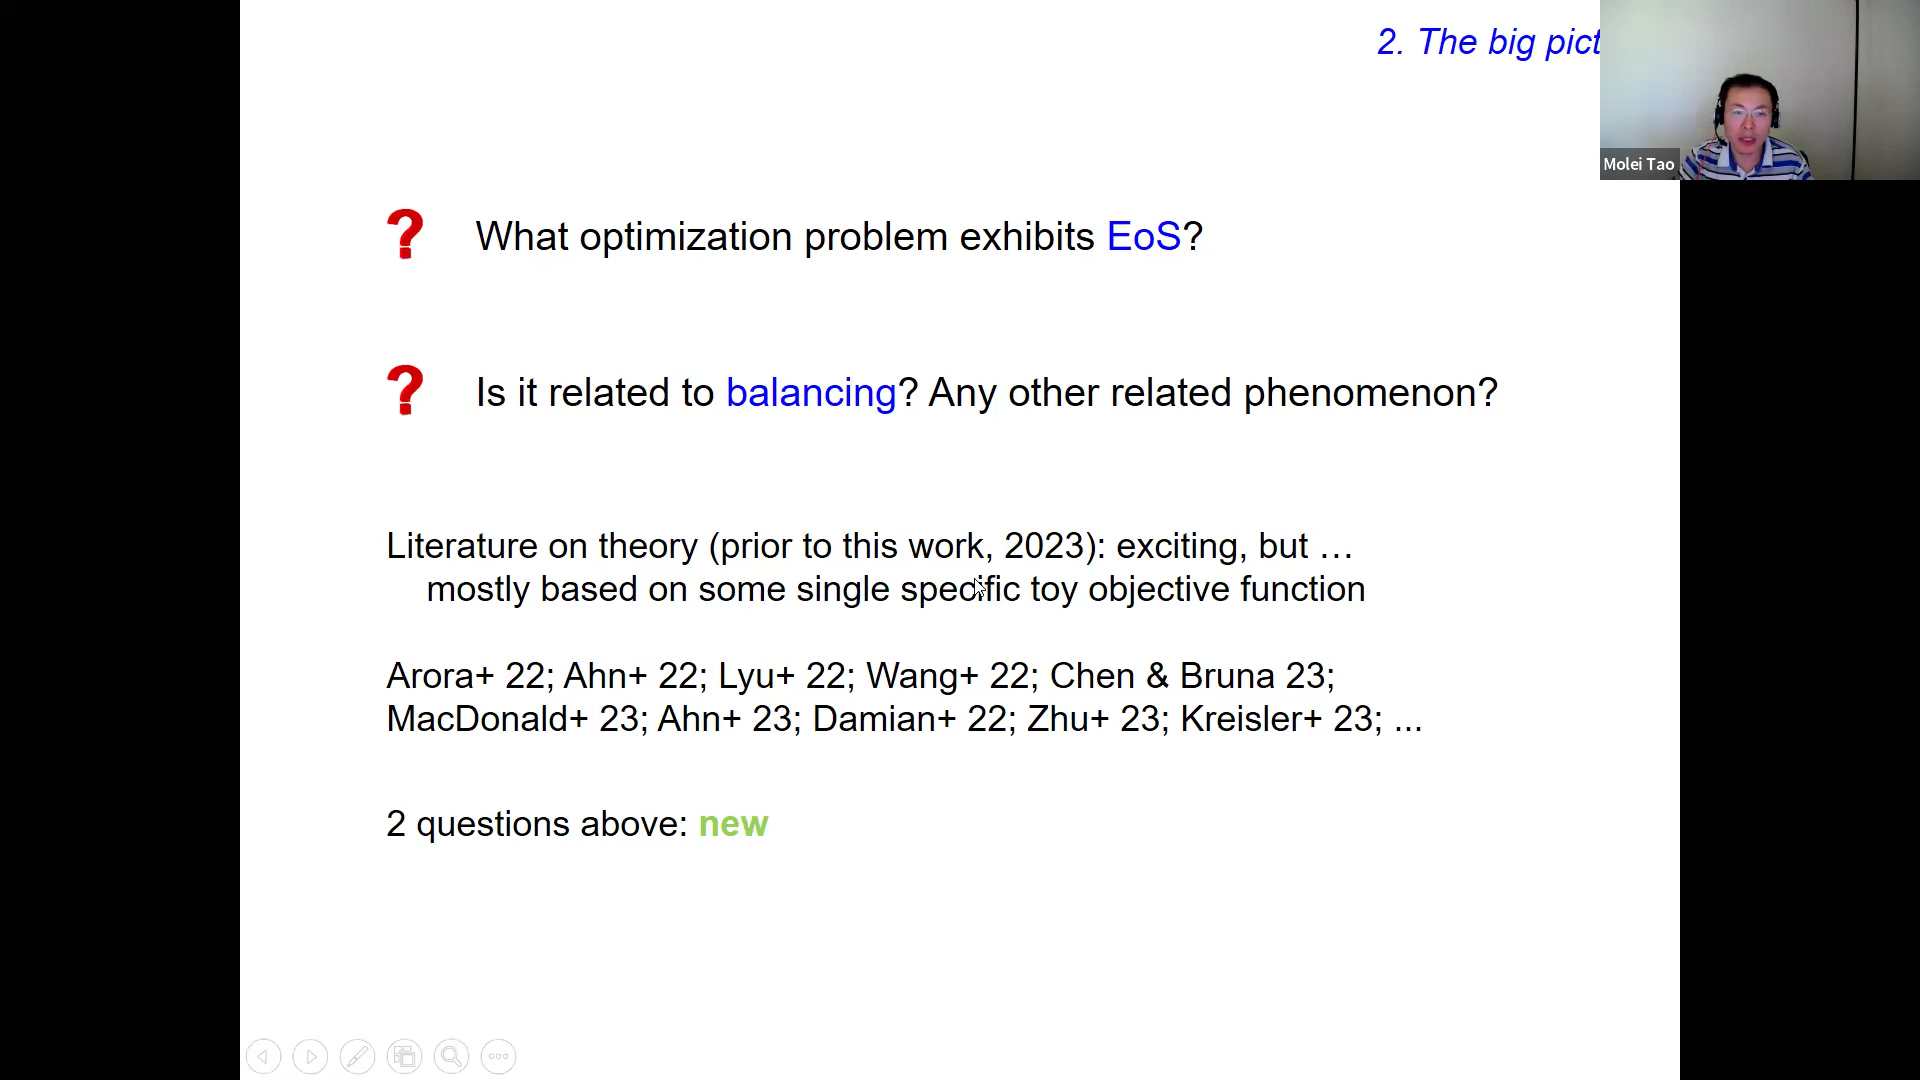 2. The big pict
Molei Tao
? What optimization problem exhibits EoS?
? Is it related to balancing? Any other related phenomenon?
Literature on theory (prior to this work, 2023): exciting, but …
mostly based on some single specific toy objective function
Arora+ 22; Ahn+ 22; Lyu+ 22; Wang+ 22; Chen & Bruna 23;
MacDonald+ 23; Ahn+ 23; Damian+ 22; Zhu+ 23; Kreisler+ 23; ...
2 questions above: new